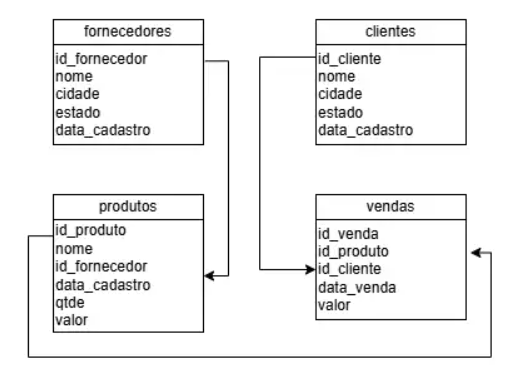 fornecedores
id_fornecedor
nome
cidade
estado
data_cadastro
clientes
id_cliente
nome
cidade
estado
data_cadastro
produtos
id_produto
nome
id_fornecedor
data_cadastro
qtde
valor
vendas
id_venda
id_produto
id_cliente
data_venda
valor